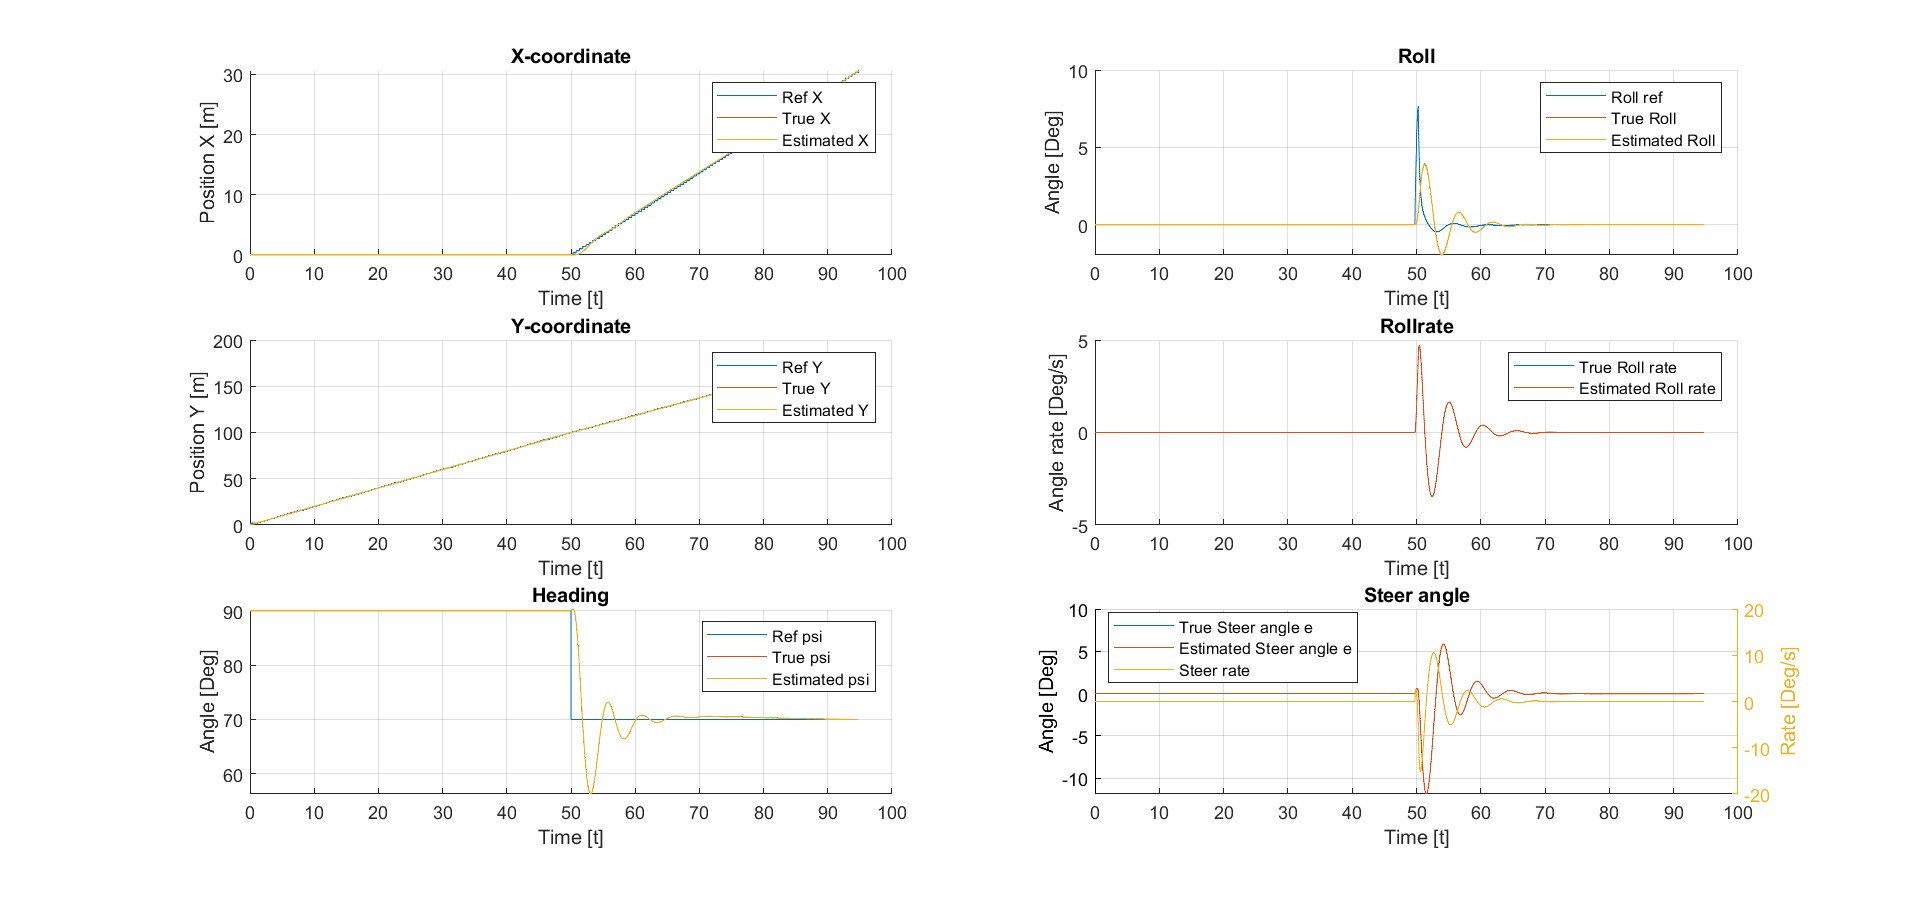 X-coordinate
30
20
10
0
Position X [m]
Ref X
True X
Estimated X
0 10 20 30 40 50 60 70 80 90 100
Time [t]
Roll
10
5
0
Angle [Deg]
Roll ref
True Roll
Estimated Roll
0 10 20 30 40 50 60 70 80 90 100
Time [t]
Y-coordinate
200
150
100
50
0
Position Y [m]
Ref Y
True Y
Estimated Y
0 10 20 30 40 50 60 70 80 90 100
Time [t]
Rollrate
5
0
-5
Angle rate [Deg/s]
True Roll rate
Estimated Roll rate
0 10 20 30 40 50 60 70 80 90 100
Time [t]
Heading
90
80
70
60
Angle [Deg]
Ref psi
True psi
Estimated psi
0 10 20 30 40 50 60 70 80 90 100
Time [t]
Steer angle
10
5
0
-5
-10
Angle [Deg]
True Steer angle e
Estimated Steer angle e
Steer rate
20
10
0
-10
-20
Rate [Deg/s]
0 10 20 30 40 50 60 70 80 90 100
Time [t]